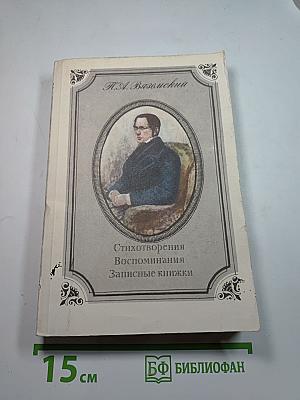 П.А. Вяземский
Стихотворения
Воспоминания
Записные книжки
15 см
БФ БИБЛИОФАН